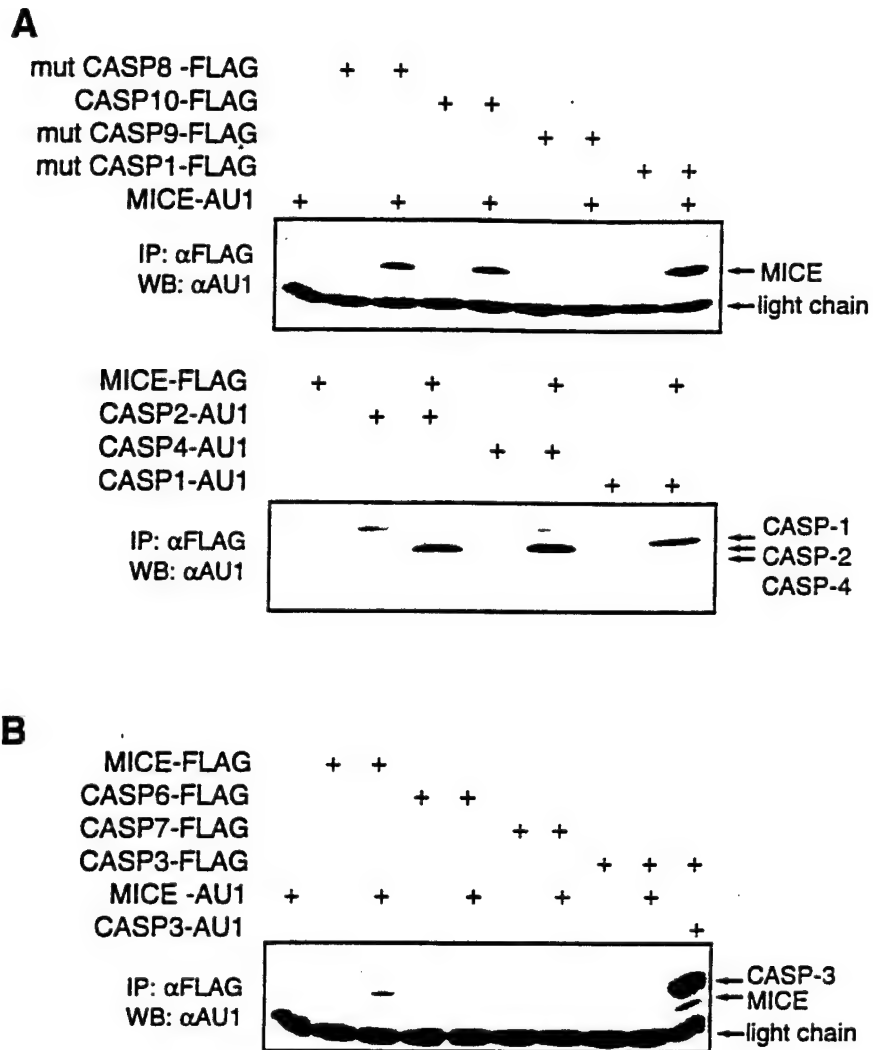 A
mut CASP8 -FLAG + +
CASP10-FLAG + +
mut CASP9-FLAG + +
mut CASP1-FLAG + +
MICE-AU1 + + + + +
IP: αFLAG
WB: αAU1
MICE
light chain
MICE-FLAG + + + +
CASP2-AU1 + +
CASP4-AU1 + +
CASP1-AU1 + +
IP: αFLAG
WB: αAU1
CASP-1
CASP-2
CASP-4
B
MICE-FLAG + +
CASP6-FLAG + +
CASP7-FLAG + +
CASP3-FLAG + + +
MICE -AU1 + + + + +
CASP3-AU1 +
IP: αFLAG
WB: αAU1
CASP-3
MICE
light chain